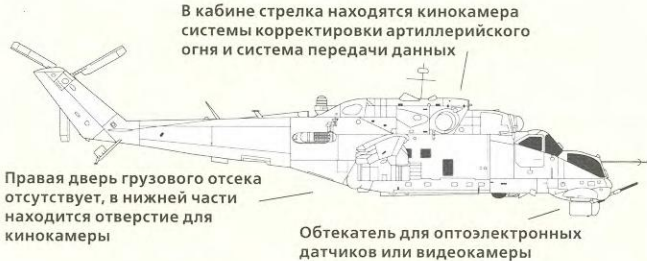 В кабине стрелка находятся кинокамера
системы корректировки артиллерийского
огня и система передачи данных
Правая дверь грузового отсека
отсутствует, в нижней части
находится отверстие для
кинокамеры
Обтекатель для оптоэлектронных
датчиков или видеокамеры